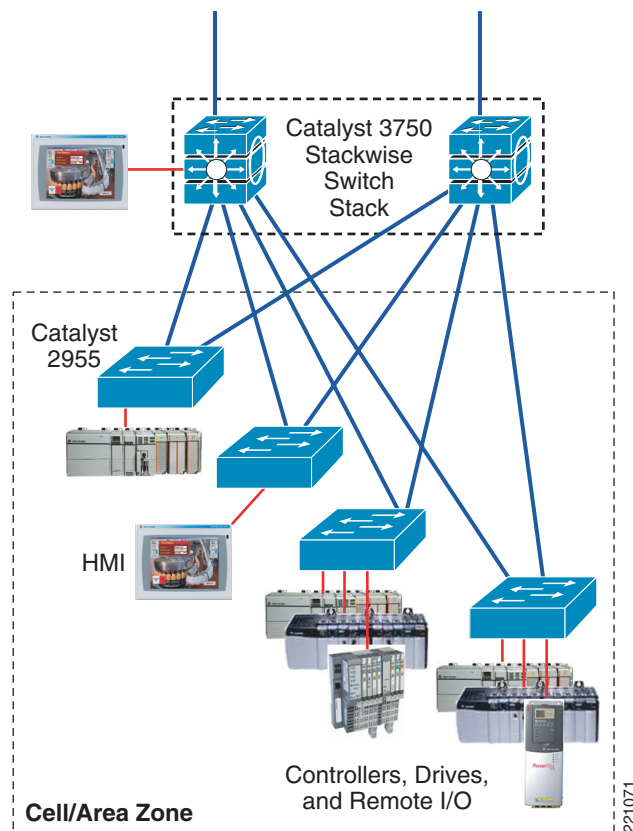 Catalyst 3750
Stackwise
Switch
Stack
Catalyst
2955
HMI
Controllers, Drives,
and Remote I/O
Cell/Area Zone
221071